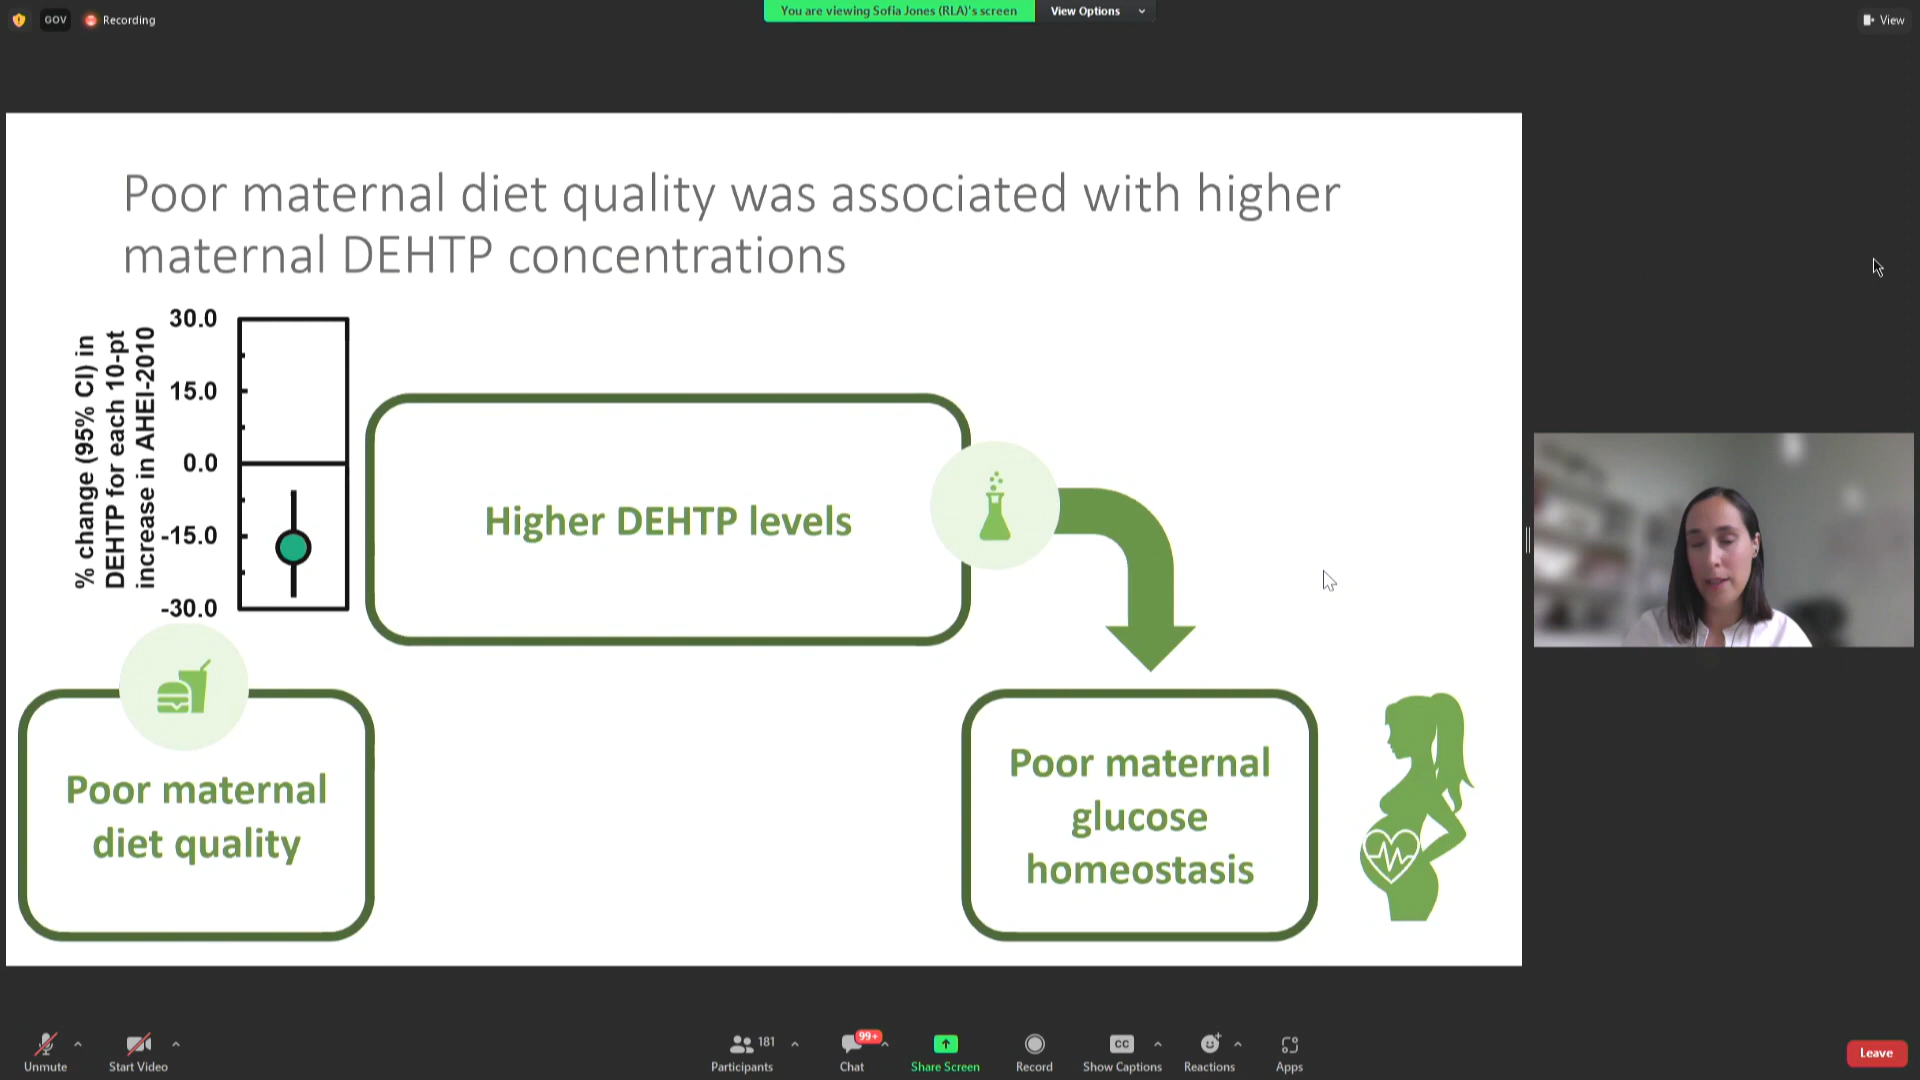 GOV
Recording
You are viewing Sofia Jones (RLA)'s screen
View Options
View
Poor maternal diet quality was associated with higher
maternal DEHTP concentrations
% change (95% CI) in
DEHTP for each 10-pt
increase in AHEI-2010
30.0
15.0
0.0
-15.0
-30.0
Higher DEHTP levels
Poor maternal
diet quality
Poor maternal
glucose
homeostasis
Unmute
Start Video
181
Participants
99+
Chat
Share Screen
Record
CC
Show Captions
Reactions
Apps
Leave